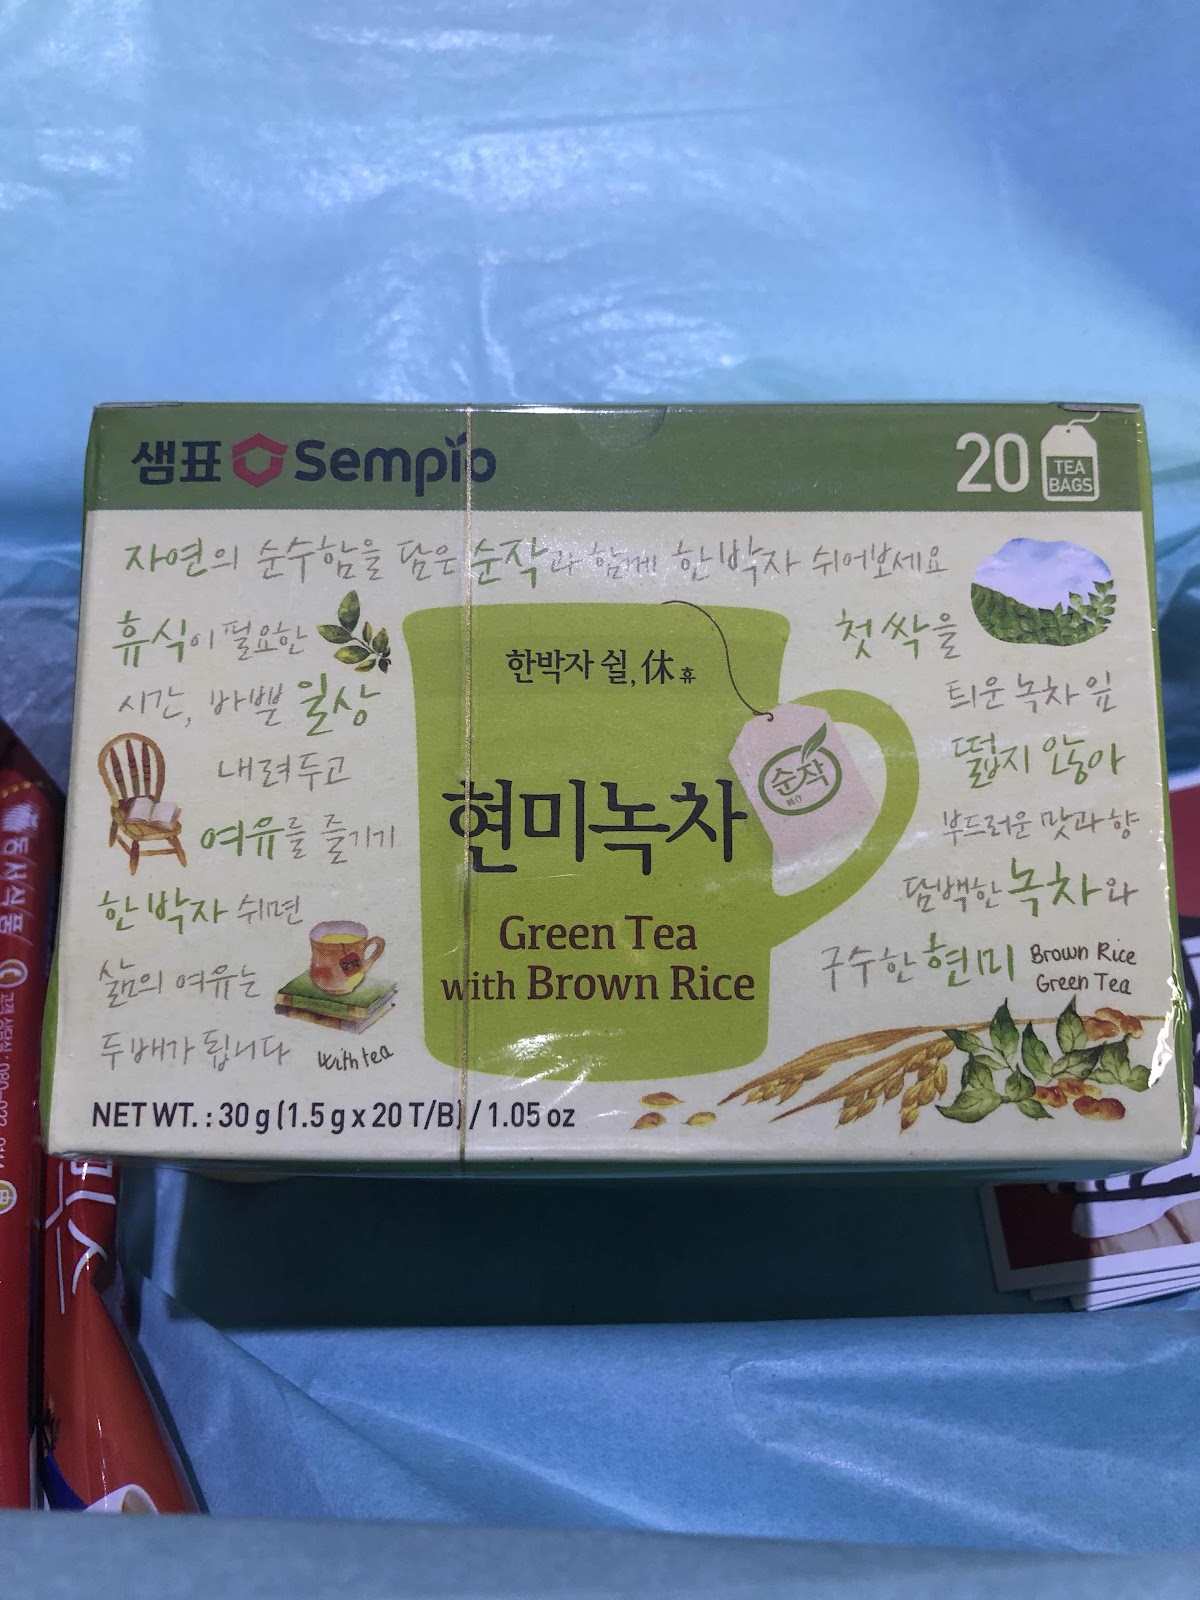 샘표 Sempio
20 TEA BAGS
자연의 순수함을 담은 순작과 함께 한박자 쉬어보세요
휴식이 필요한
시간, 바쁜 일상
내려두고
여유를 즐기기
한박자 쉬면
삶의 여유는
두배가 됩니다 with tea
한박자 쉴, 休 휴
순작
현미녹차
Green Tea
with Brown Rice
첫 싹을
틔운 녹차 잎
떫지 않아
부드러운 맛과 향
담백한 녹차와
구수한 현미 Brown Rice
Green Tea
NET WT. : 30 g (1.5 g x 20 T/B) / 1.05 oz
동서식품